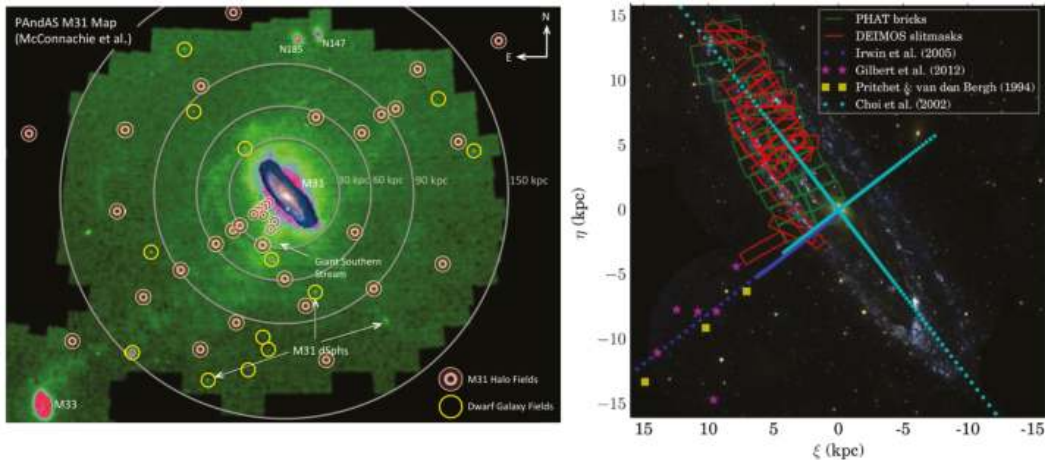 PAndAS M31 Map
(McConnachie et al.)
N185
N147
N
E
M31
30 kpc
60 kpc
90 kpc
150 kpc
Giant Southern
Stream
M31 dSphs
M33
M31 Halo Fields
Dwarf Galaxy Fields
PHAT bricks
DEIMOS slitmasks
Irwin et al. (2005)
Gilbert et al. (2012)
Pritchet & van den Bergh (1994)
Choi et al. (2002)
η (kpc)
15
10
5
0
−5
−10
−15
15
10
5
0
-5
-10
-15
ξ (kpc)